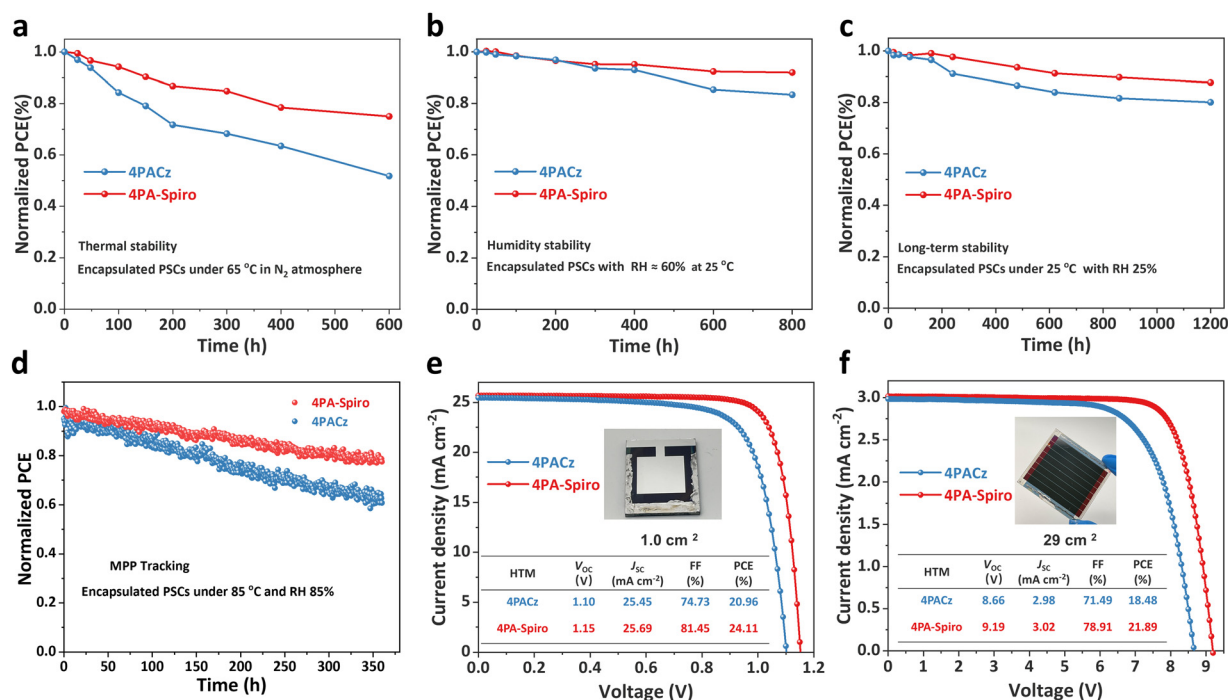 a
Normalized PCE(%)
1.0
0.8
0.6
0.4
0.2
0.0
4PACz
4PA-Spiro
Thermal stability
Encapsulated PSCs under 65 °C in N₂ atmosphere
0 100 200 300 400 500 600
Time (h)
b
Normalized PCE(%)
1.0
0.8
0.6
0.4
0.2
0.0
4PACz
4PA-Spiro
Humidity stability
Encapsulated PSCs with RH ≈ 60% at 25 °C
0 200 400 600 800
Time (h)
c
Normalized PCE(%)
1.0
0.8
0.6
0.4
0.2
0.0
4PACz
4PA-Spiro
Long-term stability
Encapsulated PSCs under 25 °C with RH 25%
0 200 400 600 800 1000 1200
Time (h)
d
Normalized PCE
1.0
0.8
0.6
0.4
0.2
0.0
4PA-Spiro
4PACz
MPP Tracking
Encapsulated PSCs under 85 °C and RH 85%
0 50 100 150 200 250 300 350
Time (h)
e
Current density (mA cm⁻²)
25
20
15
10
5
0
4PACz
4PA-Spiro
1.0 cm ²
HTM V_OC (V) J_SC (mA cm⁻²) FF (%) PCE (%)
4PACz 1.10 25.45 74.73 20.96
4PA-Spiro 1.15 25.69 81.45 24.11
0.0 0.2 0.4 0.6 0.8 1.0 1.2
Voltage (V)
f
Current density (mA cm⁻²)
3.0
2.5
2.0
1.5
1.0
0.5
0.0
4PACz
4PA-Spiro
29 cm ²
HTM V_OC (V) J_SC (mA cm⁻²) FF (%) PCE (%)
4PACz 8.66 2.98 71.49 18.48
4PA-Spiro 9.19 3.02 78.91 21.89
0 1 2 3 4 5 6 7 8 9
Voltage (V)